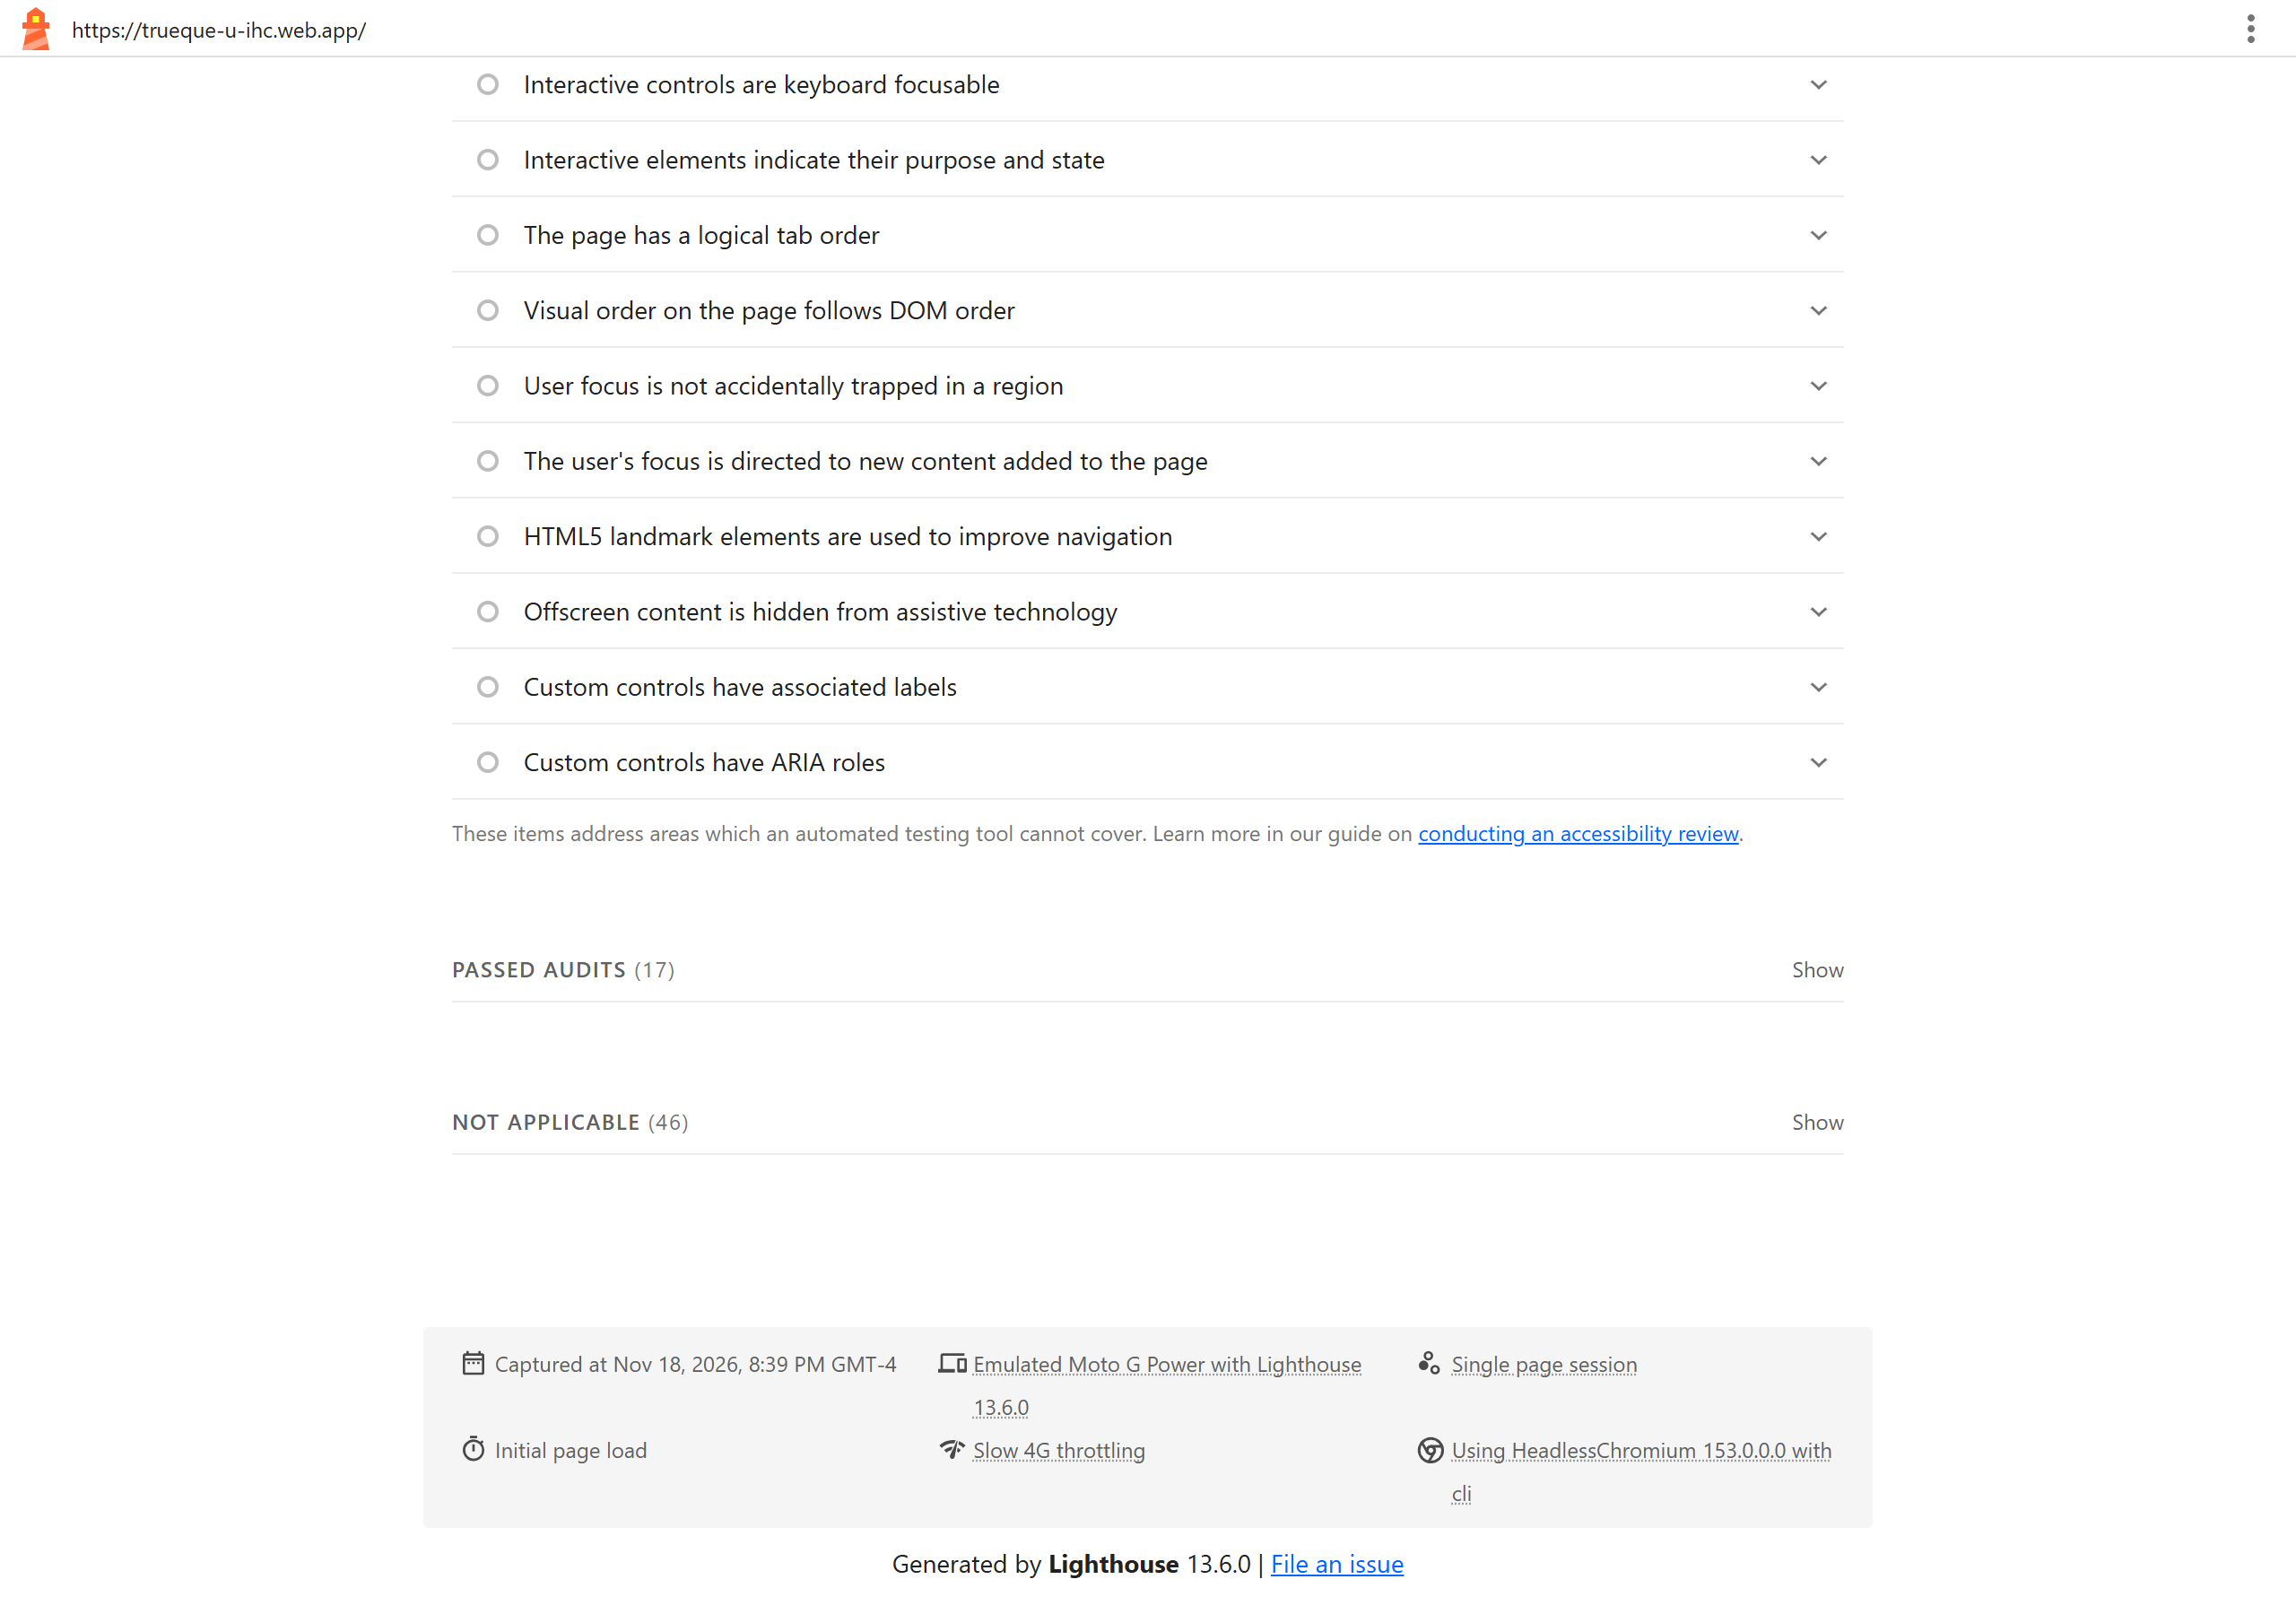 https://trueque-u-ihc.web.app/
Interactive controls are keyboard focusable
Interactive elements indicate their purpose and state
The page has a logical tab order
Visual order on the page follows DOM order
User focus is not accidentally trapped in a region
The user's focus is directed to new content added to the page
HTML5 landmark elements are used to improve navigation
Offscreen content is hidden from assistive technology
Custom controls have associated labels
Custom controls have ARIA roles
These items address areas which an automated testing tool cannot cover. Learn more in our guide on conducting an accessibility review.
PASSED AUDITS (17) Show
NOT APPLICABLE (46) Show
Captured at Nov 18, 2026, 8:39 PM GMT-4
Emulated Moto G Power with Lighthouse
13.6.0
Single page session
Initial page load
Slow 4G throttling
Using HeadlessChromium 153.0.0.0 with
cli
Generated by Lighthouse 13.6.0 | File an issue